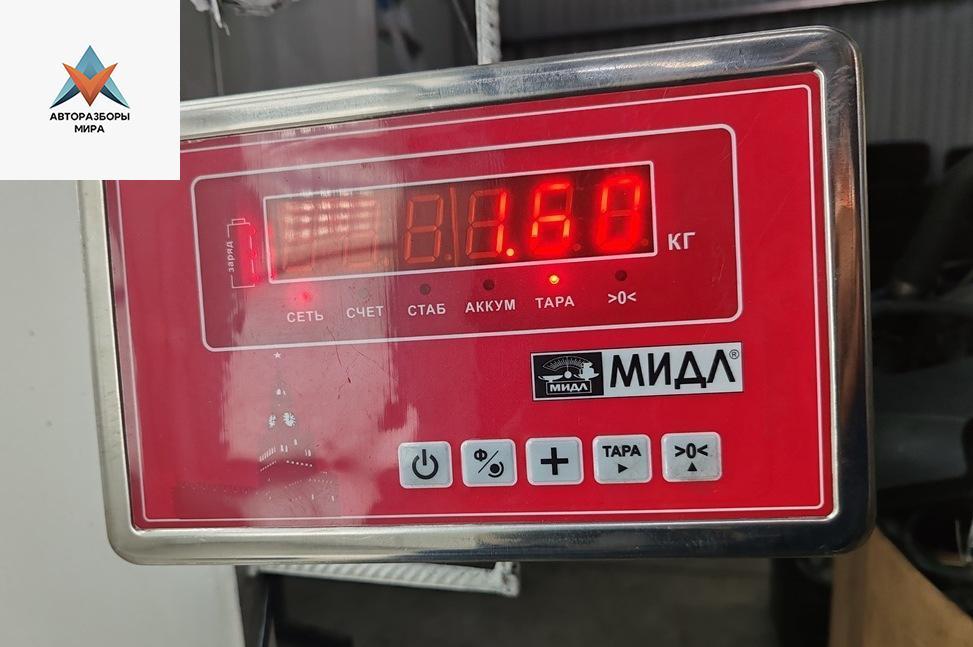 АВТОРАЗБОРЫ
МИРА
заряд
1.60
КГ
СЕТЬ СЧЕТ СТАБ АККУМ ТАРА >0<
МИДЛ МИДЛ®
Ф/ + ТАРА >0<